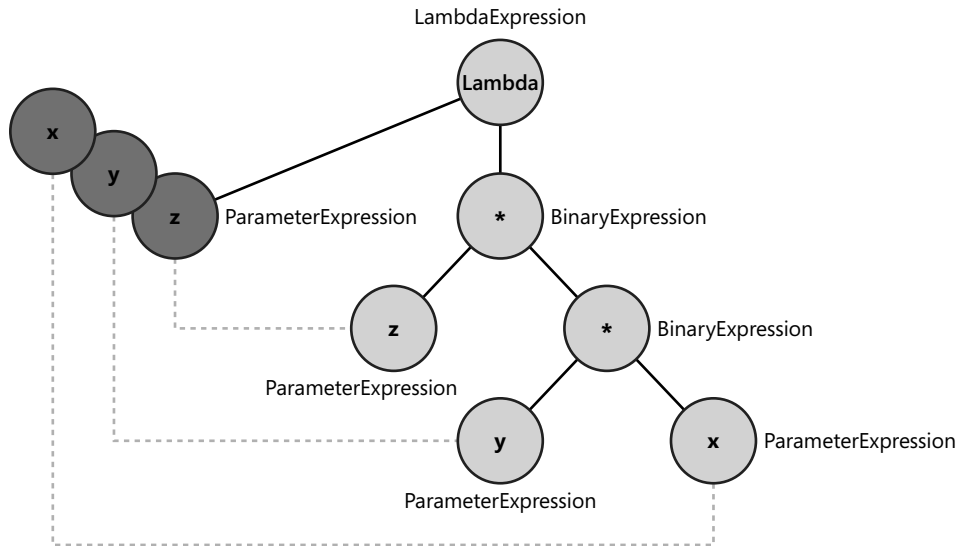 LambdaExpression
Lambda
x
y
z
ParameterExpression
*
BinaryExpression
z
*
BinaryExpression
ParameterExpression
y
x
ParameterExpression
ParameterExpression